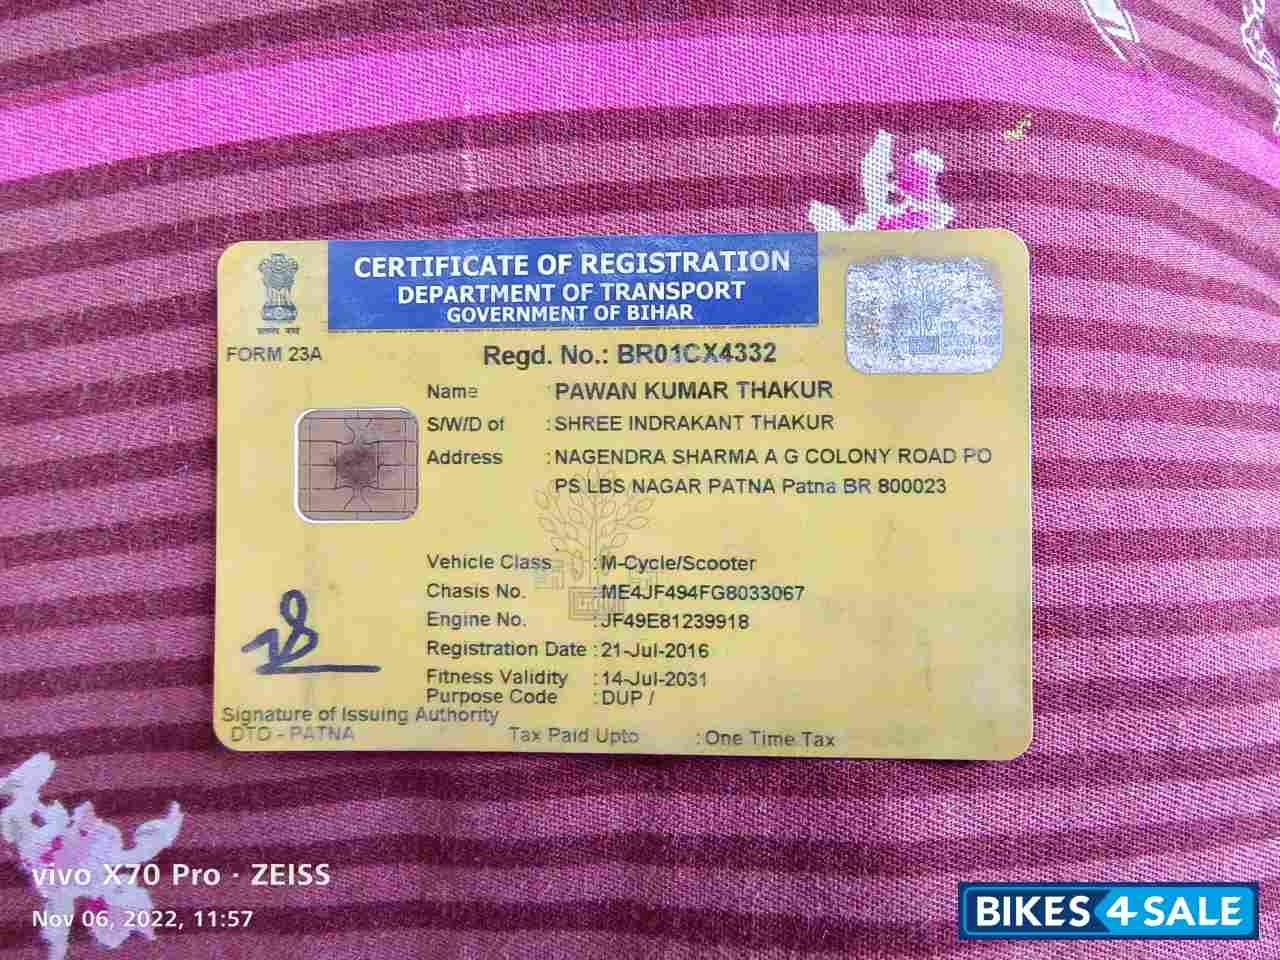 CERTIFICATE OF REGISTRATION
DEPARTMENT OF TRANSPORT
GOVERNMENT OF BIHAR
FORM 23A
Regd. No.: BR01CX4332
Name : PAWAN KUMAR THAKUR
S/W/D of : SHREE INDRAKANT THAKUR
Address : NAGENDRA SHARMA A G COLONY ROAD PO
PS LBS NAGAR PATNA Patna BR 800023
Vehicle Class : M-Cycle/Scooter
Chasis No. : ME4JF494FG8033067
Engine No. : JF49E81239918
Registration Date : 21-Jul-2016
Fitness Validity : 14-Jul-2031
Purpose Code : DUP /
Signature of Issuing Authority
DTO - PATNA
Tax Paid Upto : One Time Tax
vivo X70 Pro · ZEISS
Nov 06, 2022, 11:57
BIKES 4 SALE